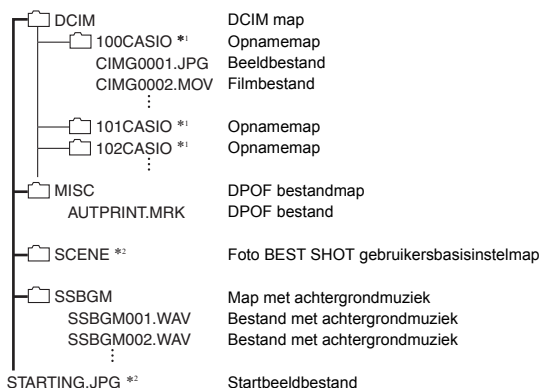 DCIM DCIM map
100CASIO *1 Opnamemap
CIMG0001.JPG Beeldbestand
CIMG0002.MOV Filmbestand
101CASIO *1 Opnamemap
102CASIO *1 Opnamemap
MISC DPOF bestandmap
AUTPRINT.MRK DPOF bestand
SCENE *2 Foto BEST SHOT gebruikersbasisinstelmap
SSBGM Map met achtergrondmuziek
SSBGM001.WAV Bestand met achtergrondmuziek
SSBGM002.WAV Bestand met achtergrondmuziek
STARTING.JPG *2 Startbeeldbestand